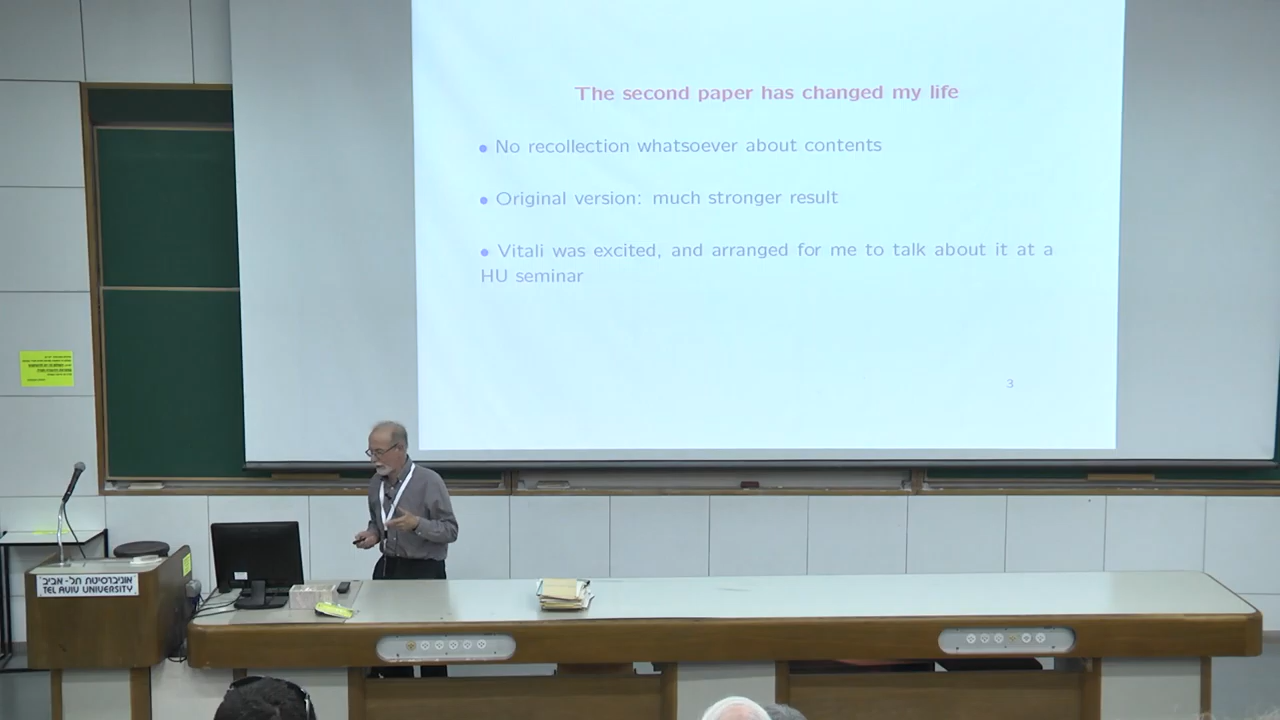 The second paper has changed my life
• No recollection whatsoever about contents
• Original version: much stronger result
• Vitali was excited, and arranged for me to talk about it at a
HU seminar
3
אוניברסיטת תל-אביב
TEL AVIV UNIVERSITY